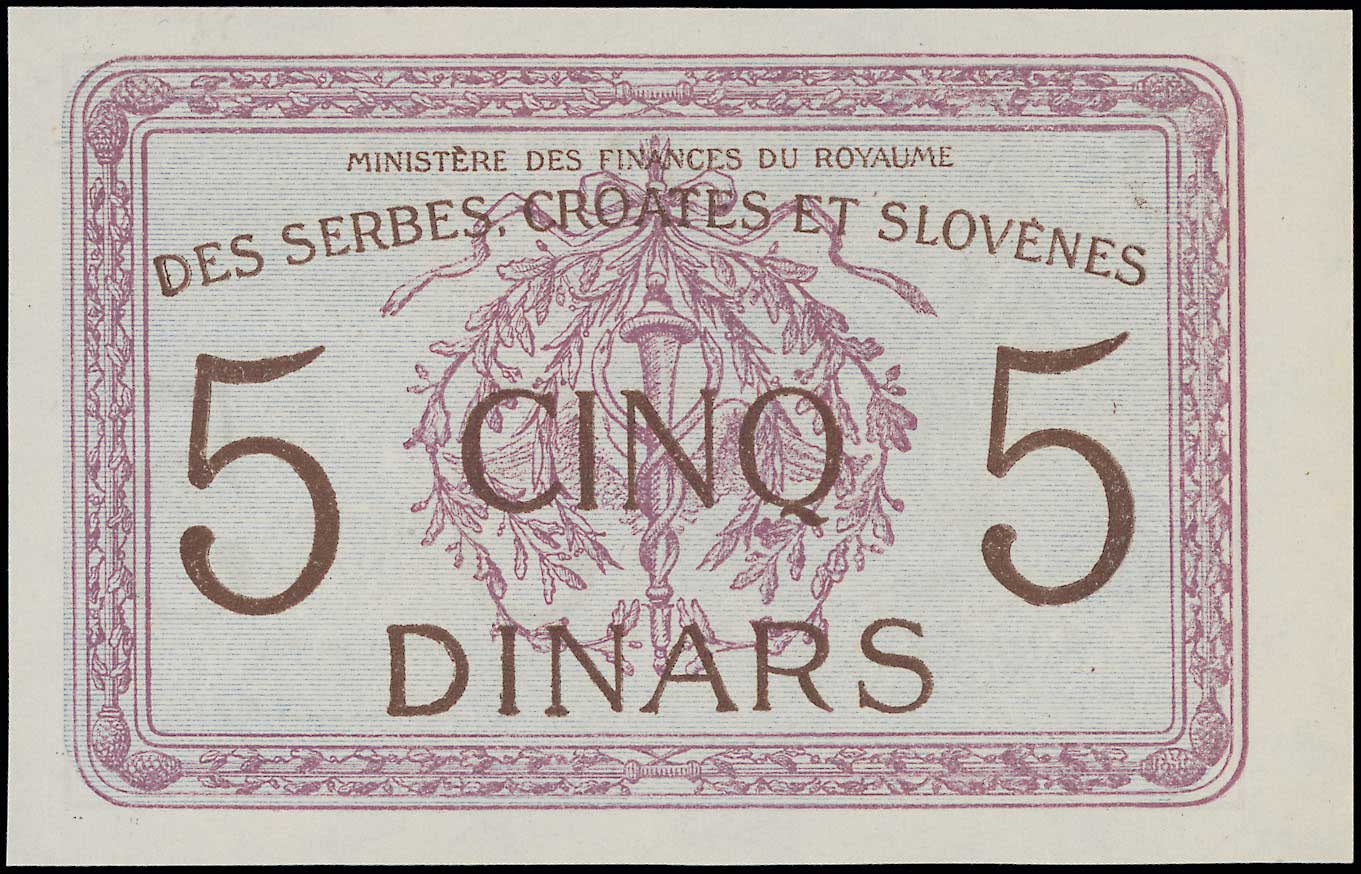 MINISTÈRE DES FINANCES DU ROYAUME
DES SERBES, CROATES ET SLOVÈNES
5 CINQ 5
DINARS